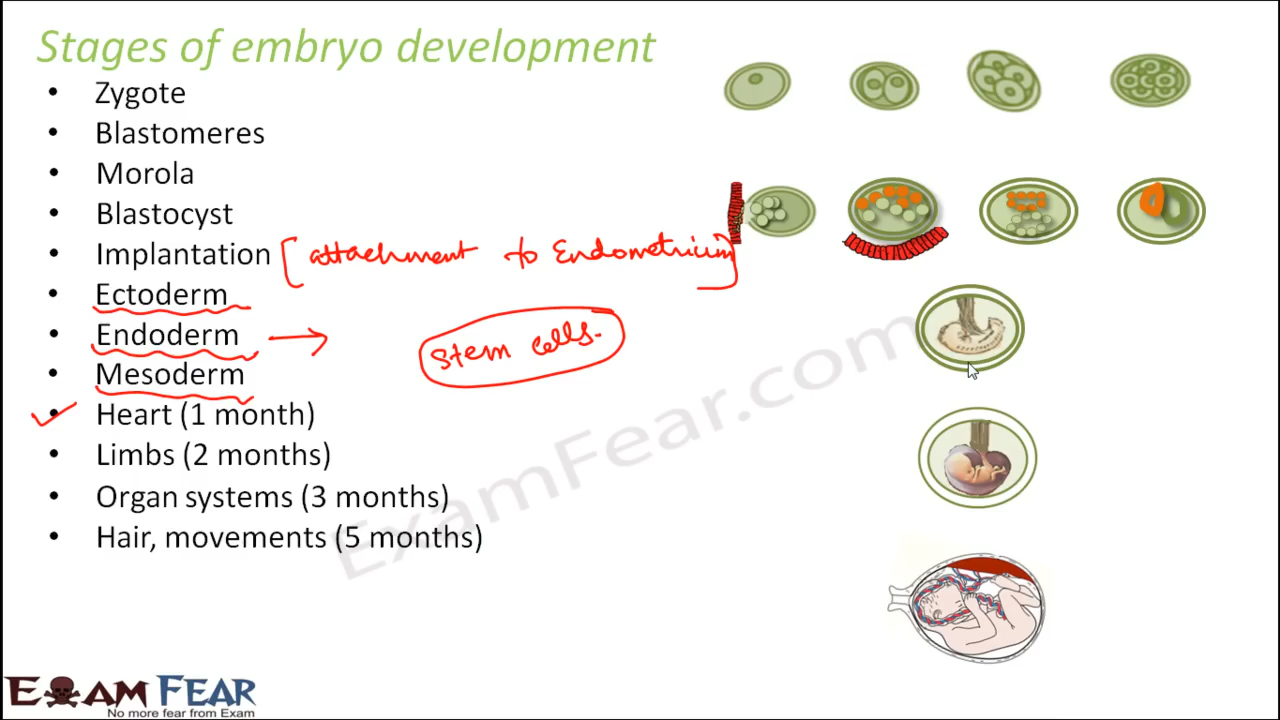 Stages of embryo development
• Zygote
• Blastomeres
• Morola
• Blastocyst
• Implantation [attachment to Endometrium]
• Ectoderm
• Endoderm → Stem cells.
• Mesoderm
• Heart (1 month)
• Limbs (2 months)
• Organ systems (3 months)
• Hair, movements (5 months)
ExamFear.com
EXAM FEAR
No more fear from Exam